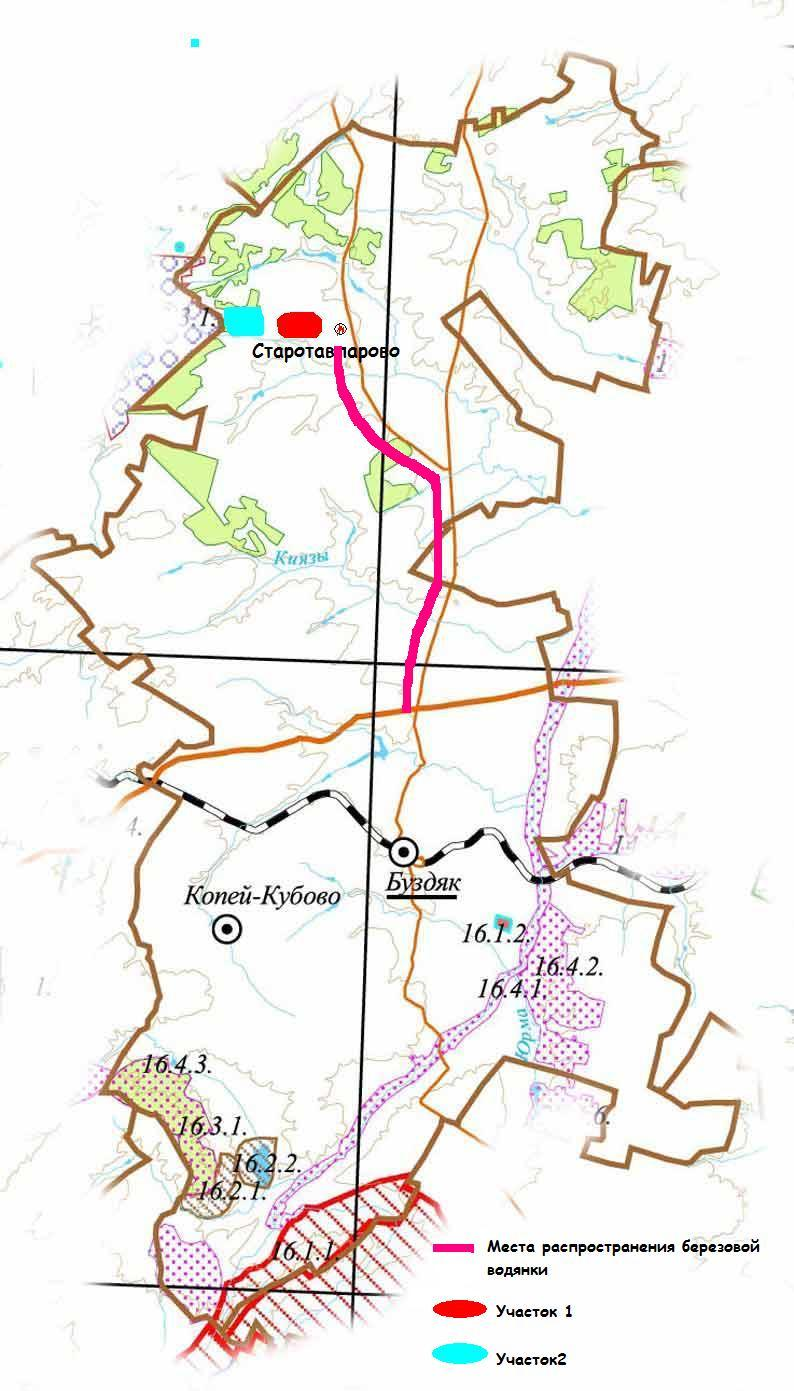 .1.
Старотавларово
Киязы
4.
1.
Буздяк
Копей-Кубово
16.1.2.
16.4.2.
16.4.1.
Юрма
1.
16.4.3.
6.
16.3.1.
16.2.2.
16.2.1.
16.1.1.
Места распространения березовой
водянки
Участок 1
Участок2